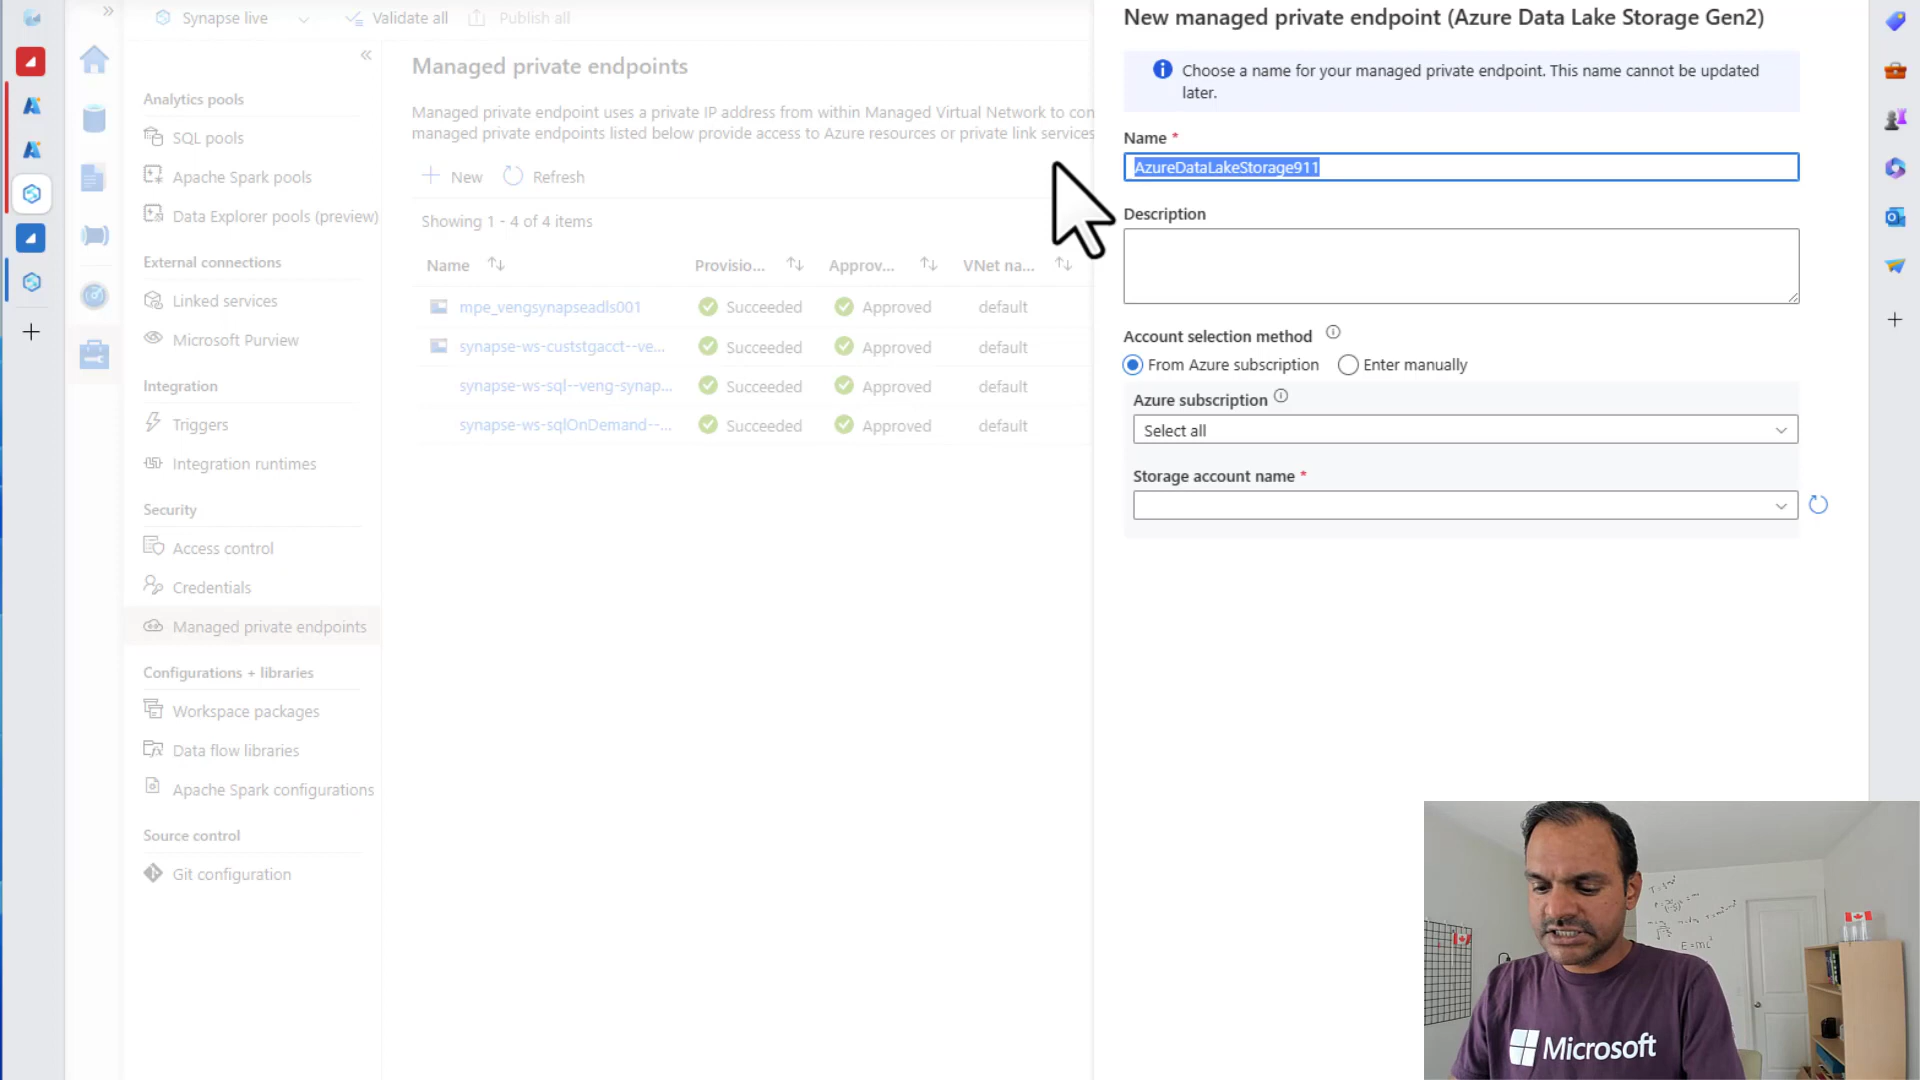 Synapse live
Validate all
Publish all
Analytics pools
SQL pools
Apache Spark pools
Data Explorer pools (preview)
External connections
Linked services
Microsoft Purview
Integration
Triggers
Integration runtimes
Security
Access control
Credentials
Managed private endpoints
Configurations + libraries
Workspace packages
Data flow libraries
Apache Spark configurations
Source control
Git configuration
Managed private endpoints
Managed private endpoint uses a private IP address from within Managed Virtual Network to con
managed private endpoints listed below provide access to Azure resources or private link services
New
Refresh
Showing 1 - 4 of 4 items
Name Provisio... Approv... VNet na...
mpe_vengsynapseadls001 Succeeded Approved default
synapse-ws-custstgacct--ve... Succeeded Approved default
synapse-ws-sql--veng-synap... Succeeded Approved default
synapse-ws-sqlOnDemand--... Succeeded Approved default
New managed private endpoint (Azure Data Lake Storage Gen2)
Choose a name for your managed private endpoint. This name cannot be updated
later.
Name *
AzureDataLakeStorage911
Description
Account selection method
From Azure subscription Enter manually
Azure subscription
Select all
Storage account name *
E=mc²
Microsoft